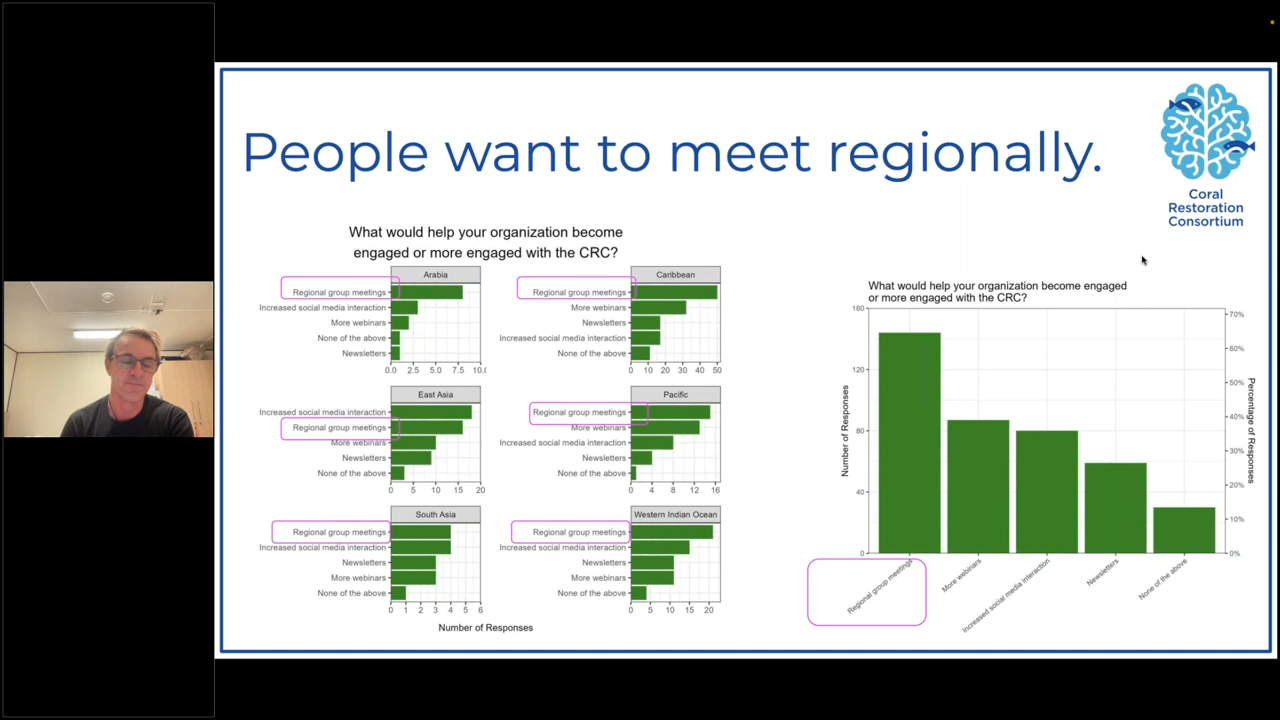 People want to meet regionally.
Coral
Restoration
Consortium
What would help your organization become
engaged or more engaged with the CRC?
Arabia
Regional group meetings
Increased social media interaction
More webinars
None of the above
Newsletters
0.0 2.5 5.0 7.5 10.0
Caribbean
Regional group meetings
More webinars
Newsletters
Increased social media interaction
None of the above
0 10 20 30 40 50
East Asia
Increased social media interaction
Regional group meetings
More webinars
Newsletters
None of the above
0 5 10 15 20
Pacific
Regional group meetings
More webinars
Increased social media interaction
Newsletters
None of the above
0 4 8 12 16
South Asia
Regional group meetings
Increased social media interaction
Newsletters
More webinars
None of the above
0 1 2 3 4 5 6
Western Indian Ocean
Regional group meetings
Increased social media interaction
Newsletters
More webinars
None of the above
0 5 10 15 20
Number of Responses
What would help your organization become engaged
or more engaged with the CRC?
Number of Responses
160
120
80
40
0
70%
60%
50%
40%
30%
20%
10%
0%
Percentage of Responses
Regional group meetings
More webinars
Increased social media interaction
Newsletters
None of the above